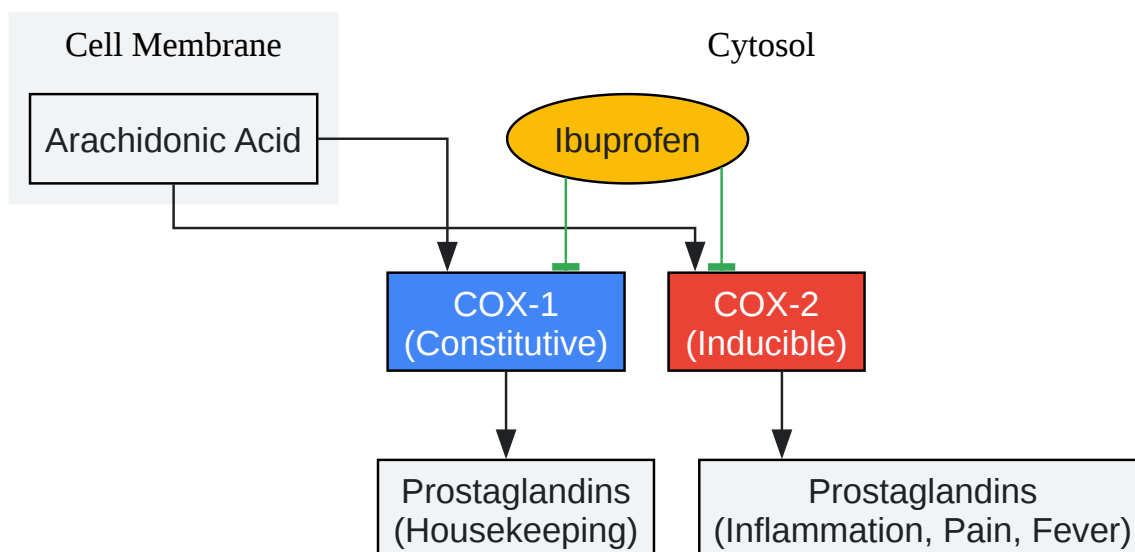 Cell Membrane
Cytosol
Arachidonic Acid
Ibuprofen
COX-1
(Constitutive)
COX-2
(Inducible)
Prostaglandins
(Housekeeping)
Prostaglandins
(Inflammation, Pain, Fever)